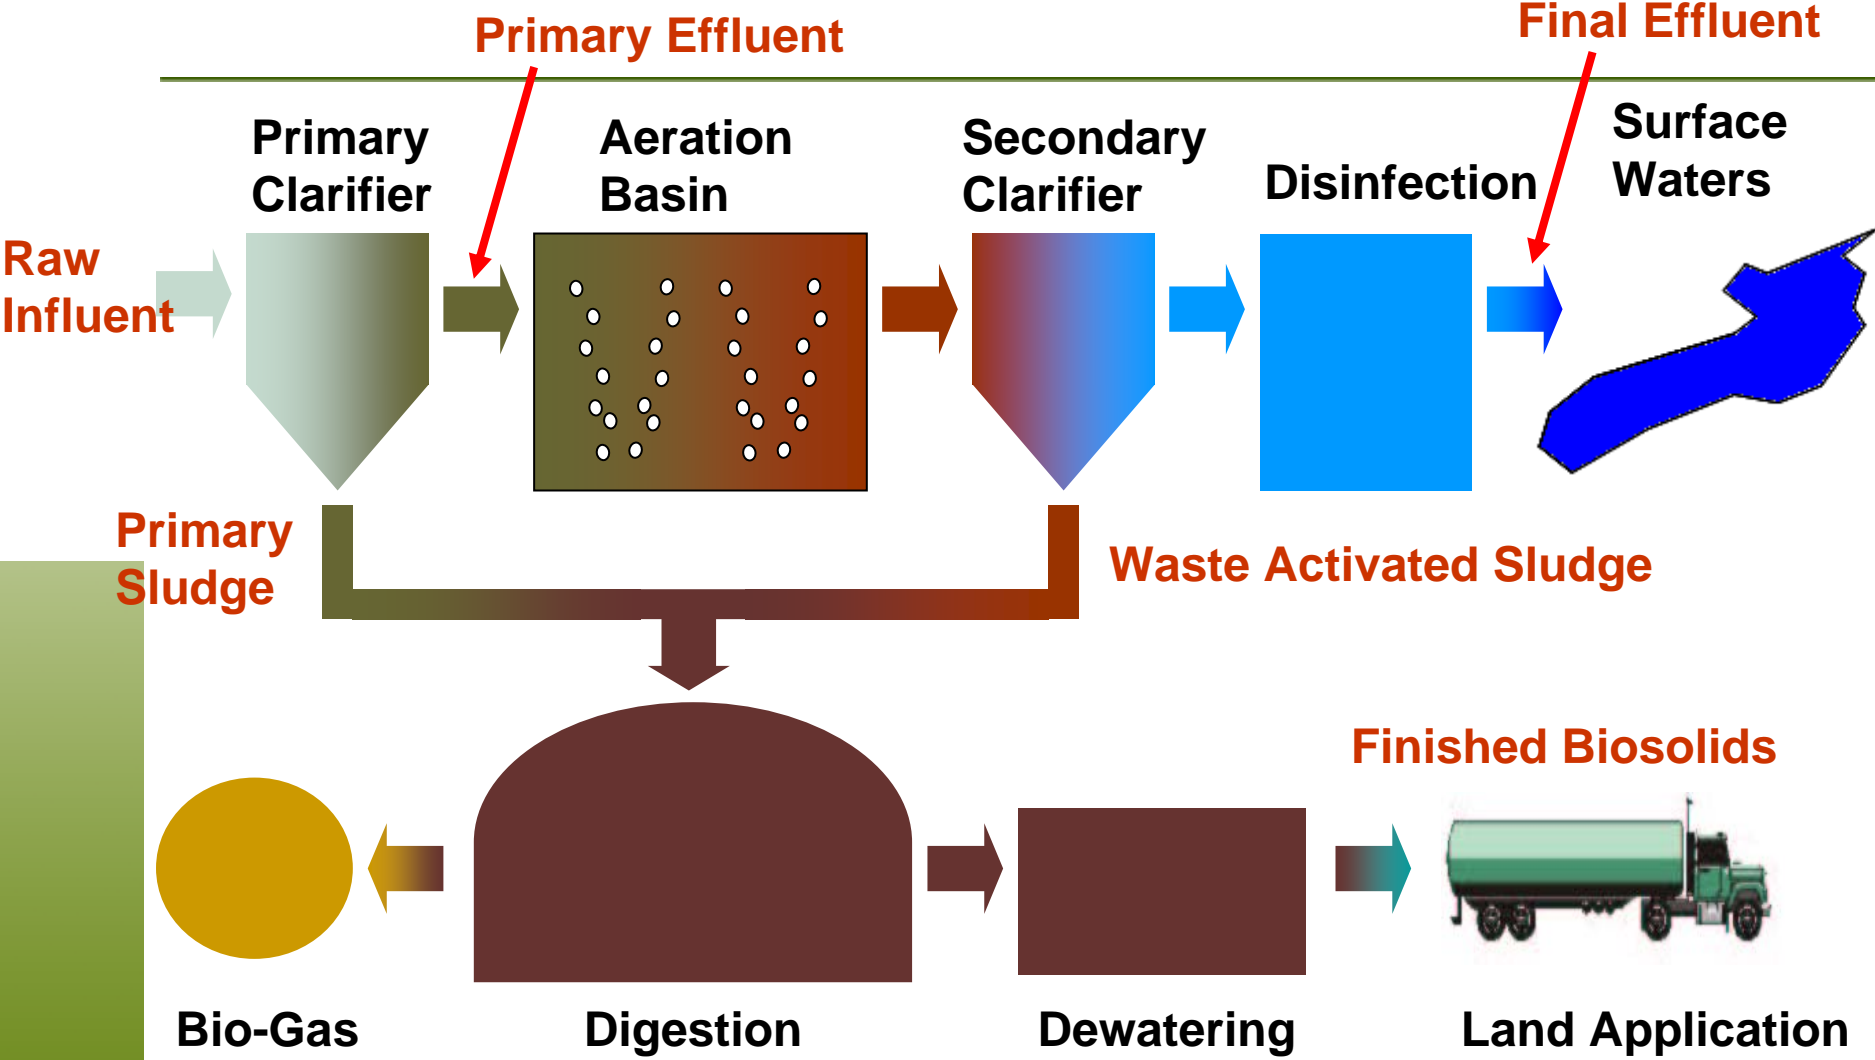 Primary Effluent
Final Effluent
Primary
Clarifier
Aeration
Basin
Secondary
Clarifier
Disinfection
Surface
Waters
Raw
Influent
Primary
Sludge
Waste Activated Sludge
Finished Biosolids
Bio-Gas
Digestion
Dewatering
Land Application